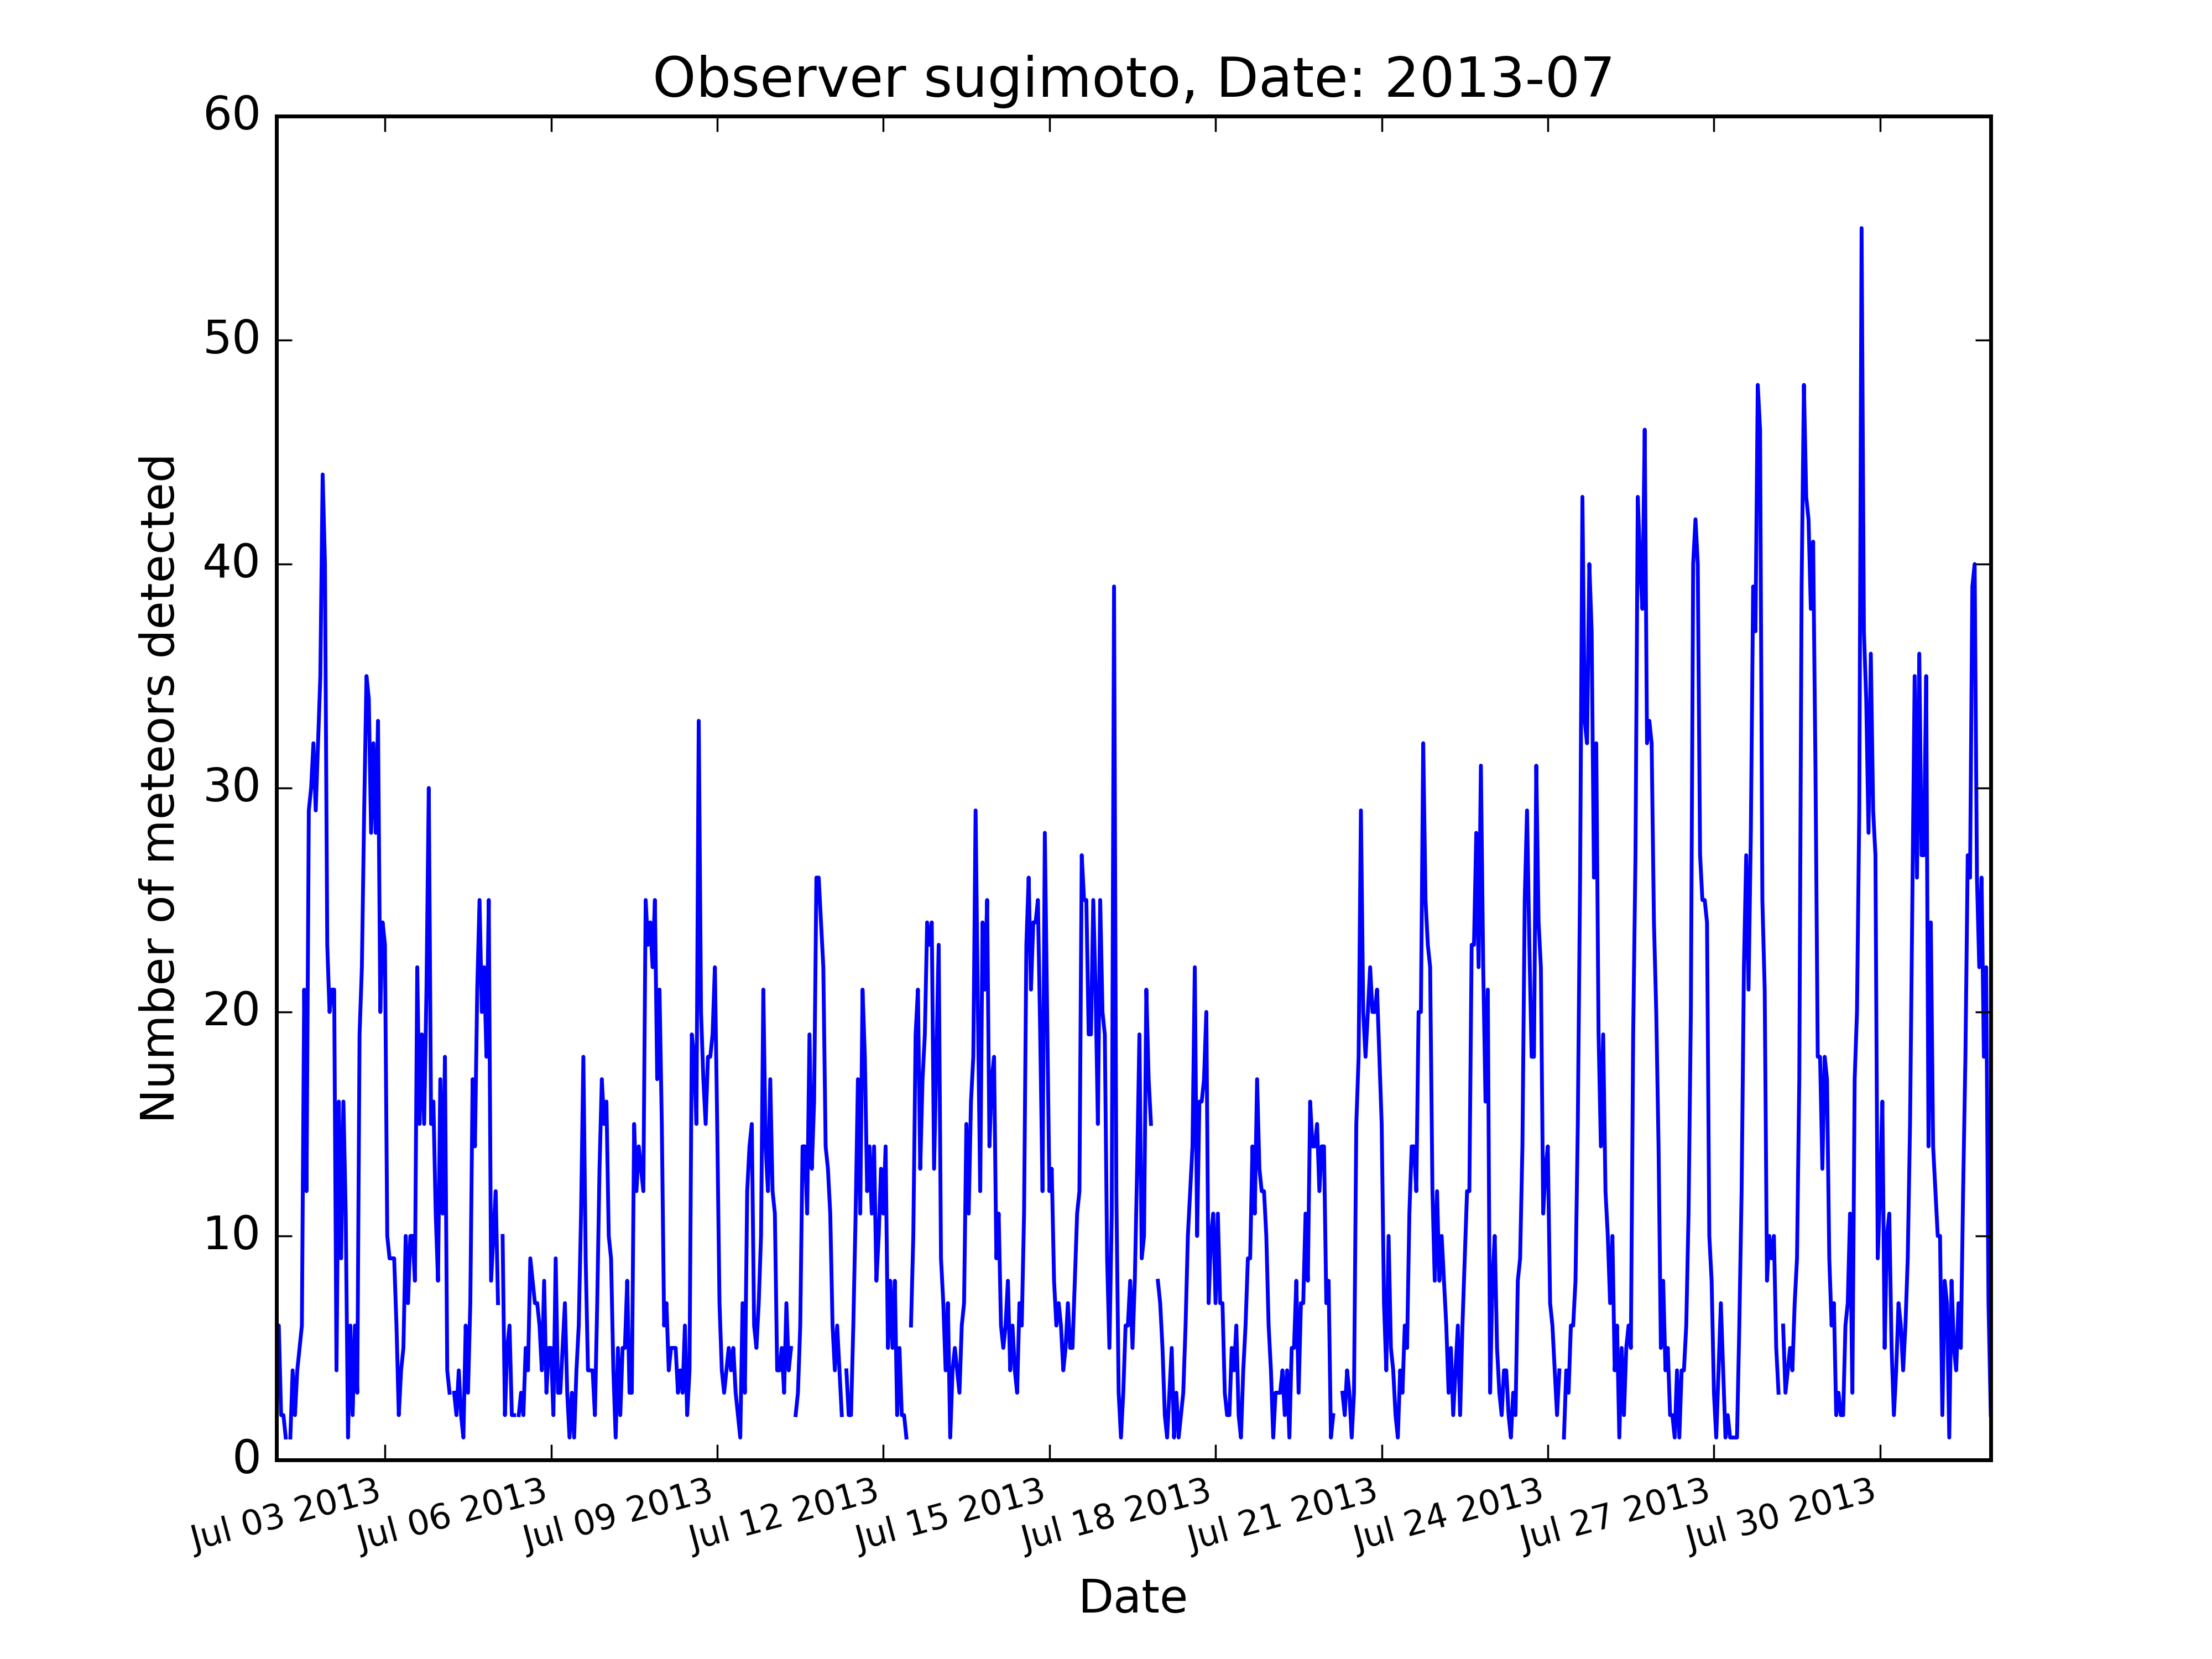 Observer sugimoto, Date: 2013-07
60
50
40
30
20
10
0
Number of meteors detected
Jul 03 2013
Jul 06 2013
Jul 09 2013
Jul 12 2013
Jul 15 2013
Jul 18 2013
Jul 21 2013
Jul 24 2013
Jul 27 2013
Jul 30 2013
Date